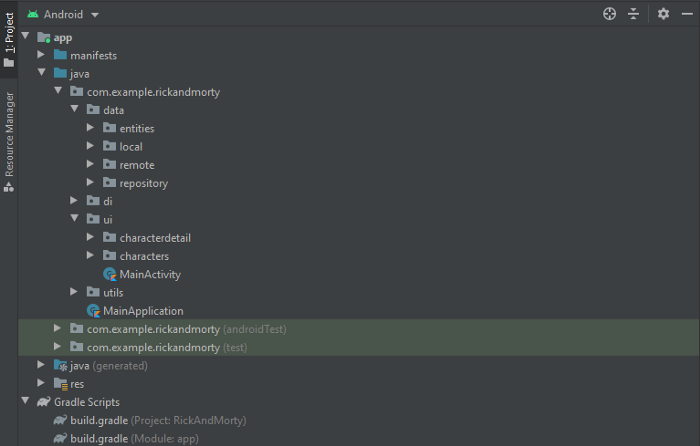 Android
1: Project
Resource Manager
app
manifests
java
com.example.rickandmorty
data
entities
local
remote
repository
di
ui
characterdetail
characters
MainActivity
utils
MainApplication
com.example.rickandmorty (androidTest)
com.example.rickandmorty (test)
java (generated)
res
Gradle Scripts
build.gradle (Project: RickAndMorty)
build.gradle (Module: app)